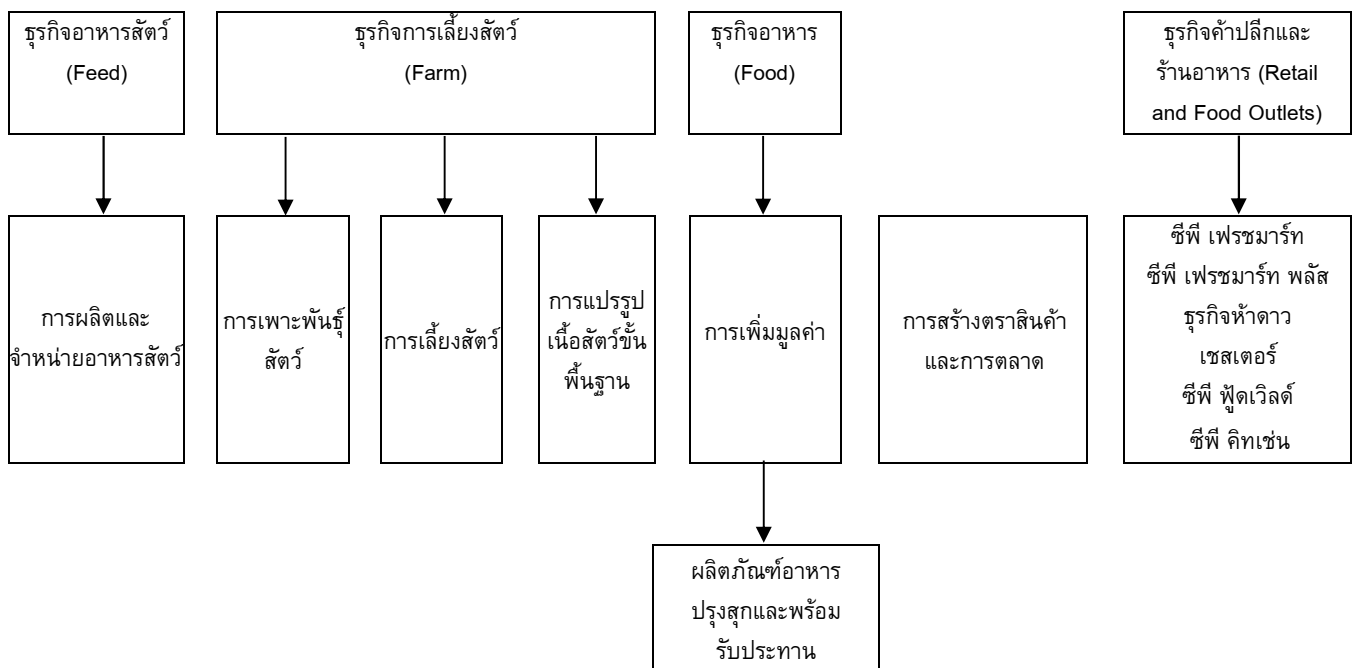 ธุรกิจอาหารสัตว์
(Feed)
ธุรกิจการเลี้ยงสัตว์
(Farm)
ธุรกิจอาหาร
(Food)
ธุรกิจค้าปลีกและ
ร้านอาหาร (Retail
and Food Outlets)
การผลิตและ
จำหน่ายอาหารสัตว์
การเพาะพันธุ์
สัตว์
การเลี้ยงสัตว์
การแปรรูป
เนื้อสัตว์ขั้น
พื้นฐาน
การเพิ่มมูลค่า
การสร้างตราสินค้า
และการตลาด
ซีพี เฟรชมาร์ท
ซีพี เฟรชมาร์ท พลัส
ธุรกิจห้าดาว
เชสเตอร์
ซีพี ฟู้ดเวิลด์
ซีพี คิทเช่น
ผลิตภัณฑ์อาหาร
ปรุงสุกและพร้อม
รับประทาน